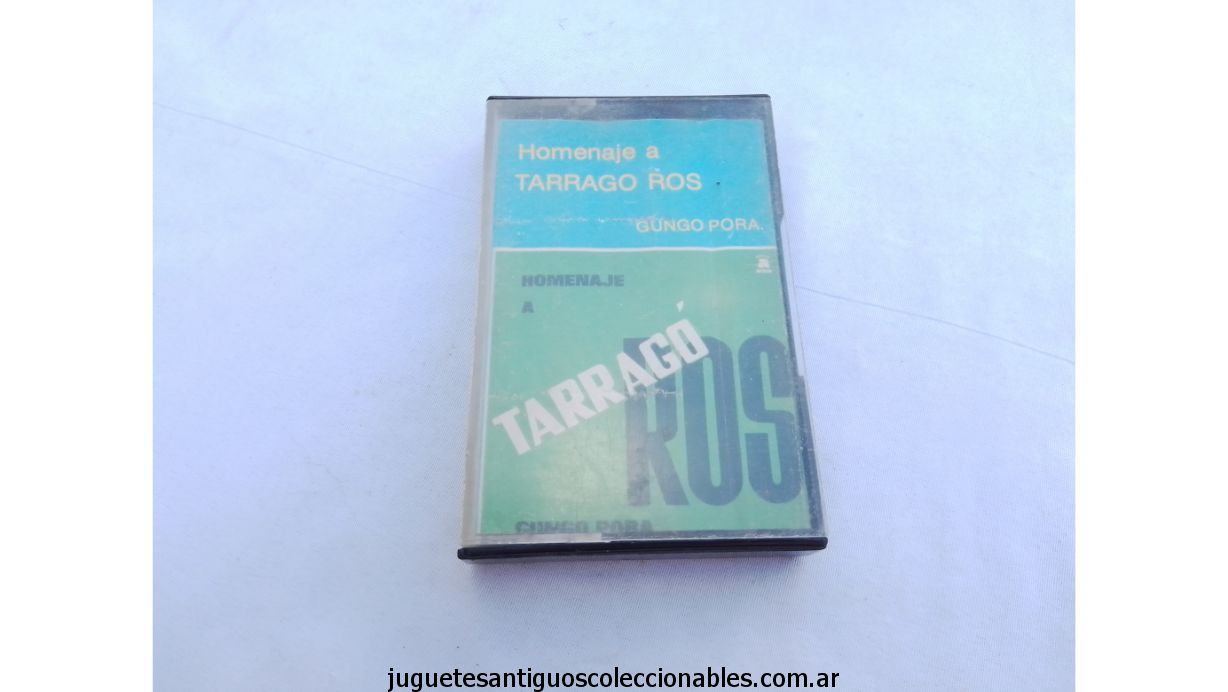 Homenaje a
TARRAGO ROS
GUNGO PORA.
HOMENAJE
A
TARRAGÓ
ROS
GUNGO PORA
juguetesantiguoscoleccionables.com.ar